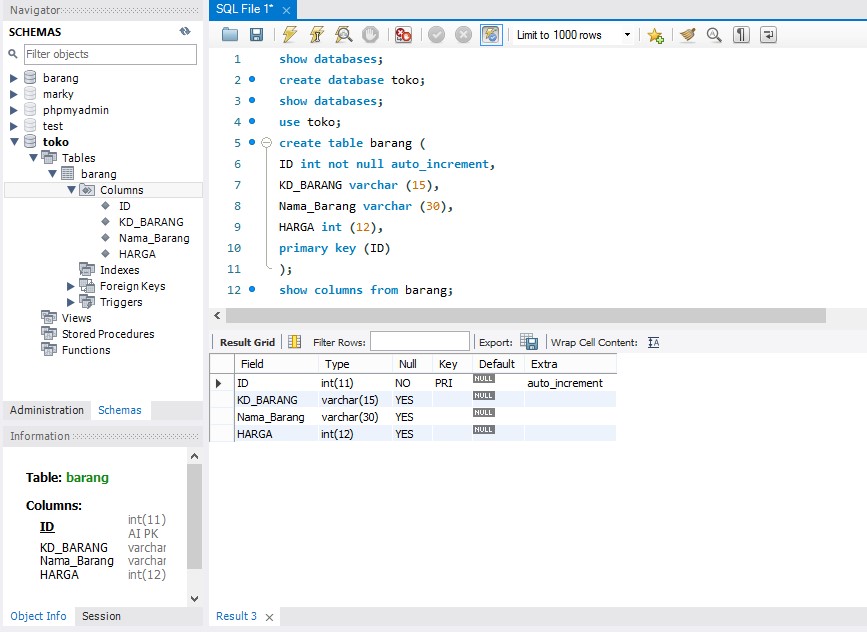 Navigator
SCHEMAS
Filter objects
barang
marky
phpmyadmin
test
toko
Tables
barang
Columns
ID
KD_BARANG
Nama_Barang
HARGA
Indexes
Foreign Keys
Triggers
Views
Stored Procedures
Functions
Administration Schemas
Information
Table: barang
Columns:
ID int(11)
AI PK
KD_BARANG varchar
Nama_Barang varchar
HARGA int(12)
Object Info Session
SQL File 1*
Limit to 1000 rows
1 show databases;
2 create database toko;
3 show databases;
4 use toko;
5 create table barang (
6 ID int not null auto_increment,
7 KD_BARANG varchar (15),
8 Nama_Barang varchar (30),
9 HARGA int (12),
10 primary key (ID)
11 );
12 show columns from barang;
Result Grid Filter Rows: Export: Wrap Cell Content:
Field Type Null Key Default Extra
ID int(11) NO PRI NULL auto_increment
KD_BARANG varchar(15) YES NULL
Nama_Barang varchar(30) YES NULL
HARGA int(12) YES NULL
Result 3